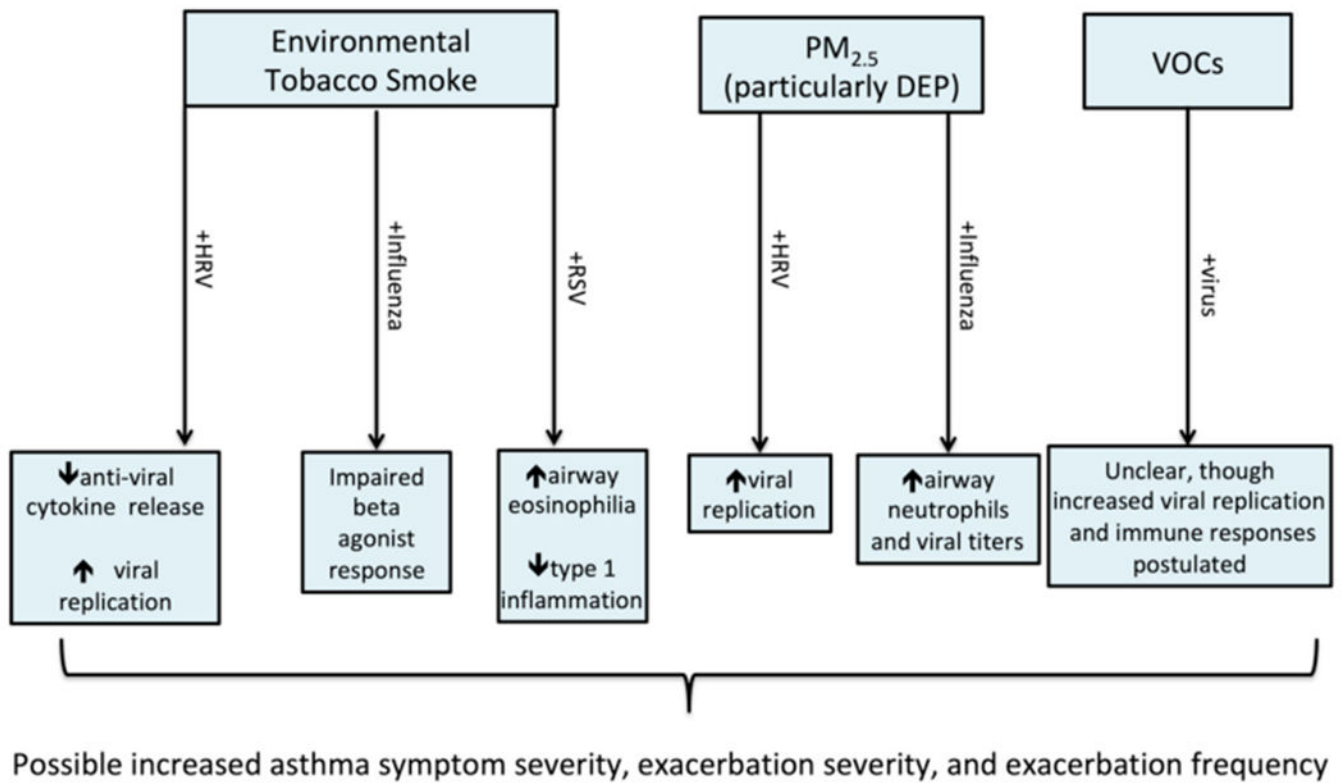 Environmental
Tobacco Smoke
PM2.5
(particularly DEP)
VOCs
+HRV
+Influenza
+RSV
+HRV
+Influenza
+virus
↓anti-viral
cytokine release
↑ viral
replication
Impaired
beta
agonist
response
↑airway
eosinophilia
↓type 1
inflammation
↑viral
replication
↑airway
neutrophils
and viral titers
Unclear, though
increased viral replication
and immune responses
postulated
Possible increased asthma symptom severity, exacerbation severity, and exacerbation frequency